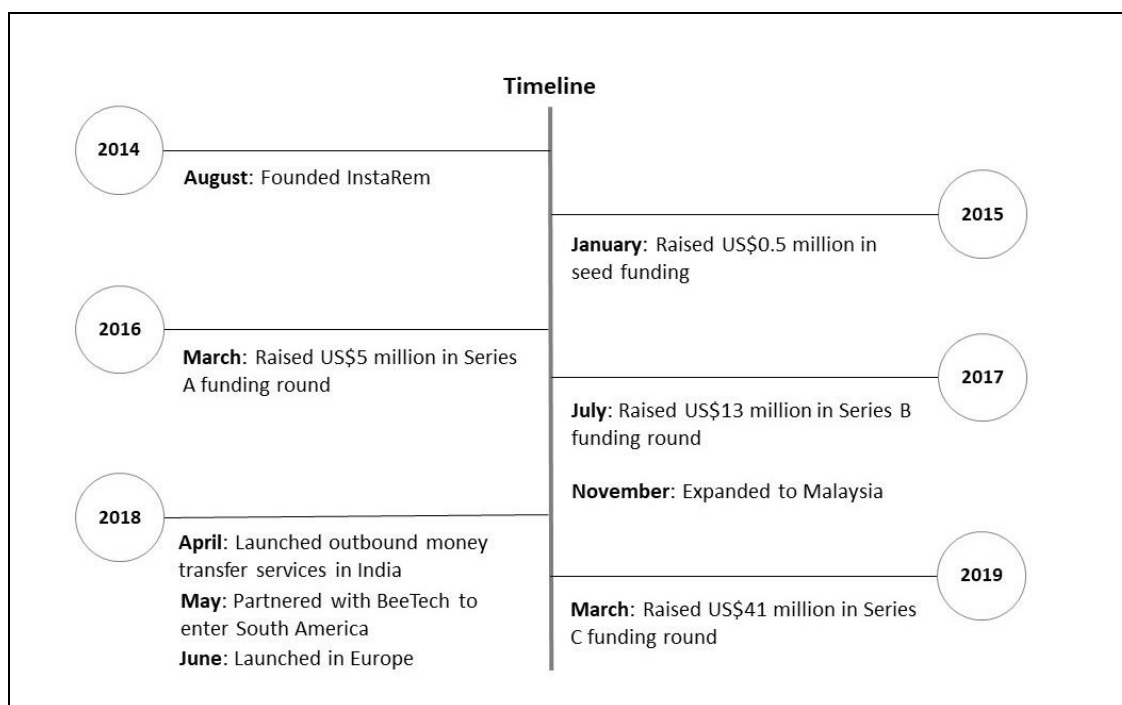 Timeline
2014
August: Founded InstaRem
2015
January: Raised US$0.5 million in
seed funding
2016
March: Raised US$5 million in Series
A funding round
2017
July: Raised US$13 million in Series B
funding round
November: Expanded to Malaysia
2018
April: Launched outbound money
transfer services in India
May: Partnered with BeeTech to
enter South America
June: Launched in Europe
2019
March: Raised US$41 million in Series
C funding round